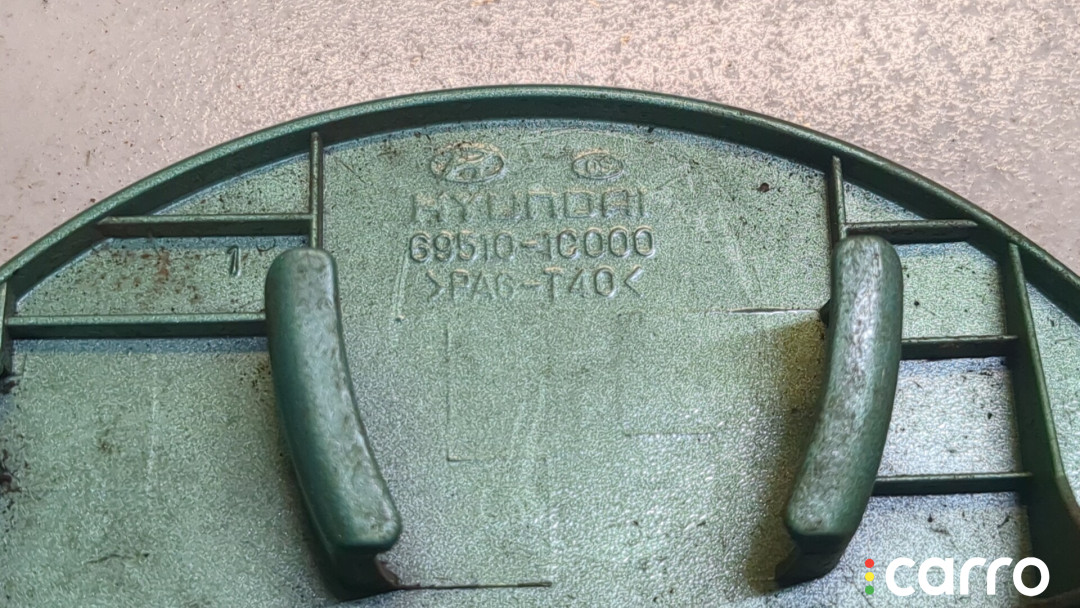 HYUNDAI
69510-1C000
>PA6-T40<
carro